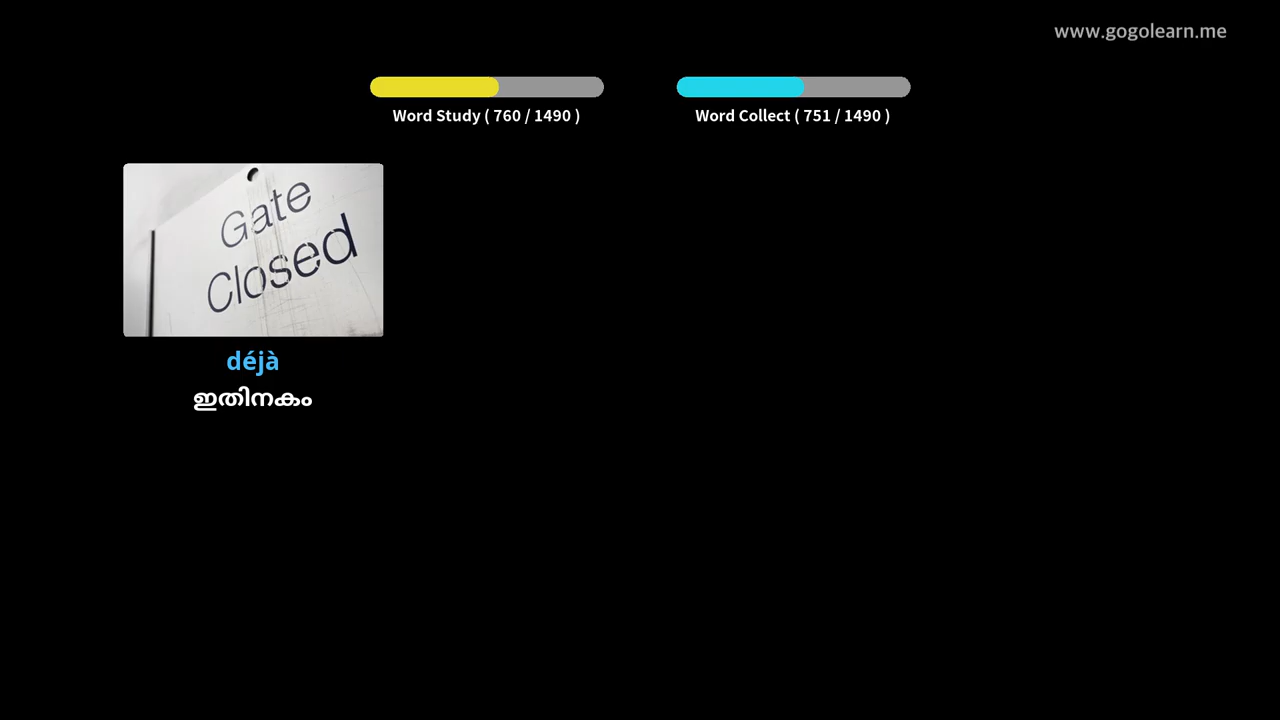 www.gogolearn.me
Word Study ( 760 / 1490 )
Word Collect ( 751 / 1490 )
Gate
Closed
déjà
ഇതിനകം